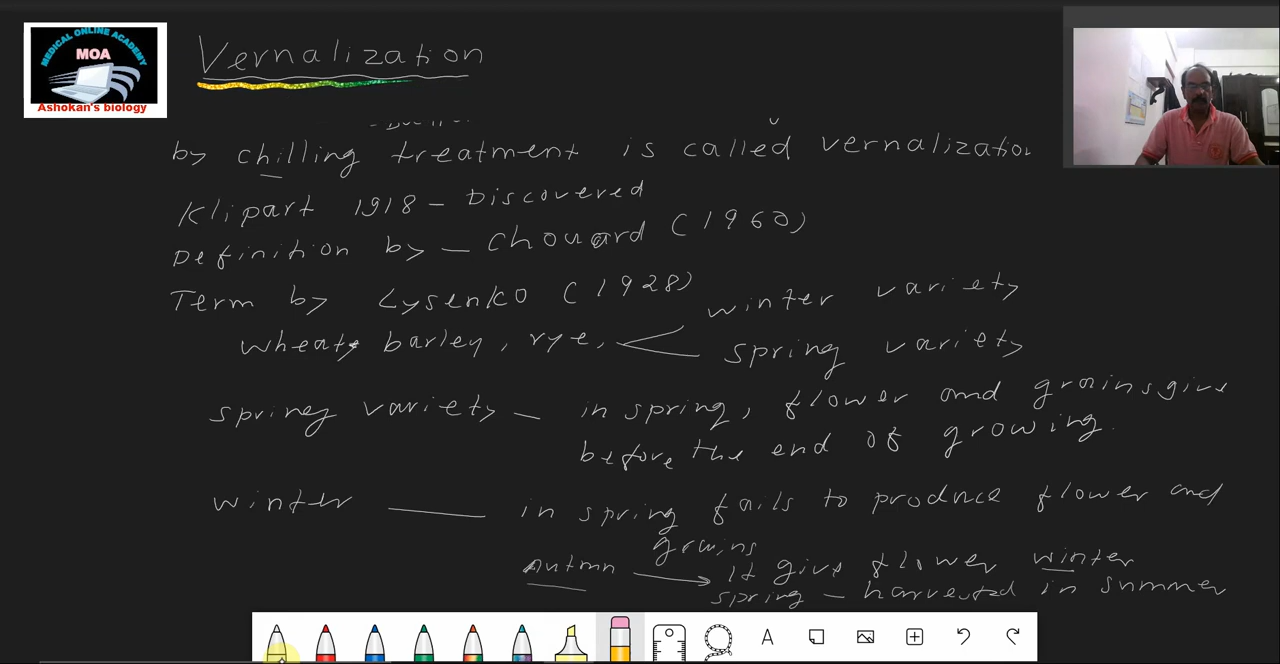 MEDICAL ONLINE ACADEMY
MOA
Ashokan's biology
Vernalization
by chilling treatment is called vernalization
Klipart 1918 - Discovered
Definition by - Chouard (1960)
Term by Lysenko (1928)
wheat, barley, rye,
winter variety
spring variety
spring variety - in spring, flower and grains give
before the end of growing.
winter — in spring fails to produce flower and
grains
Autmn → It give flower winter
spring - harvested in summer
A